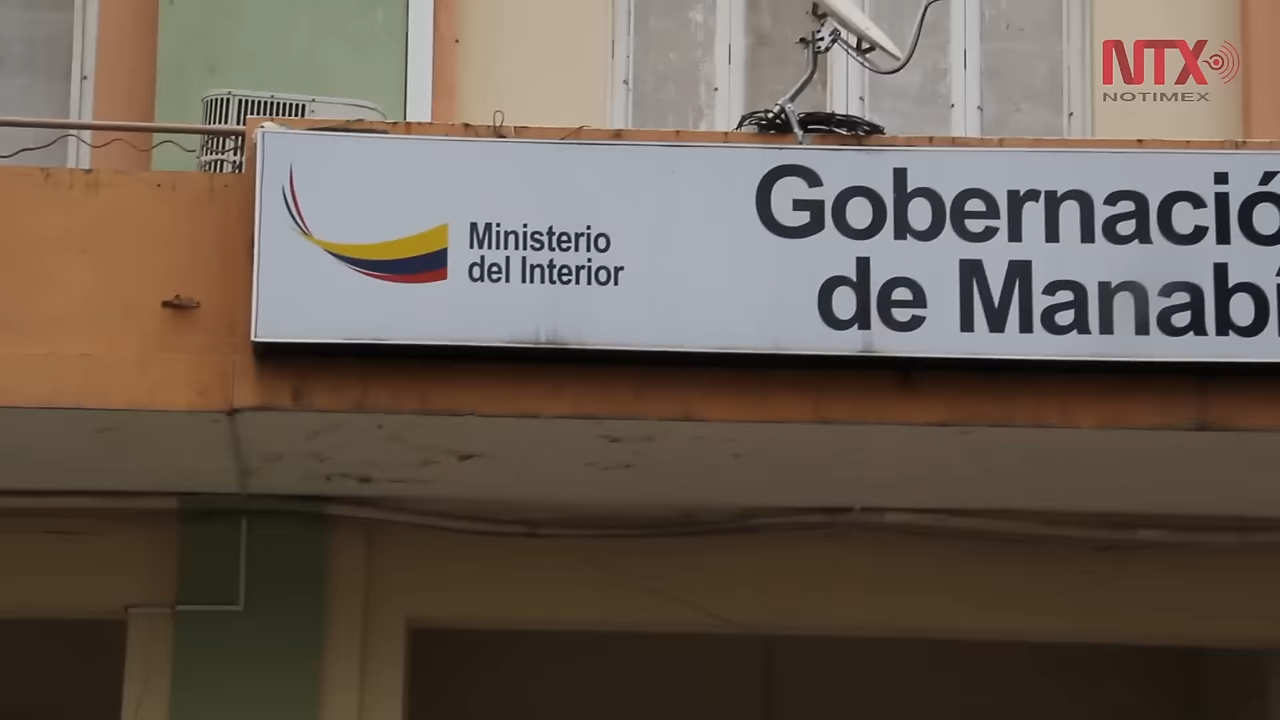 NTX
NOTIMEX
Ministerio
del Interior
Gobernació
de Manabí